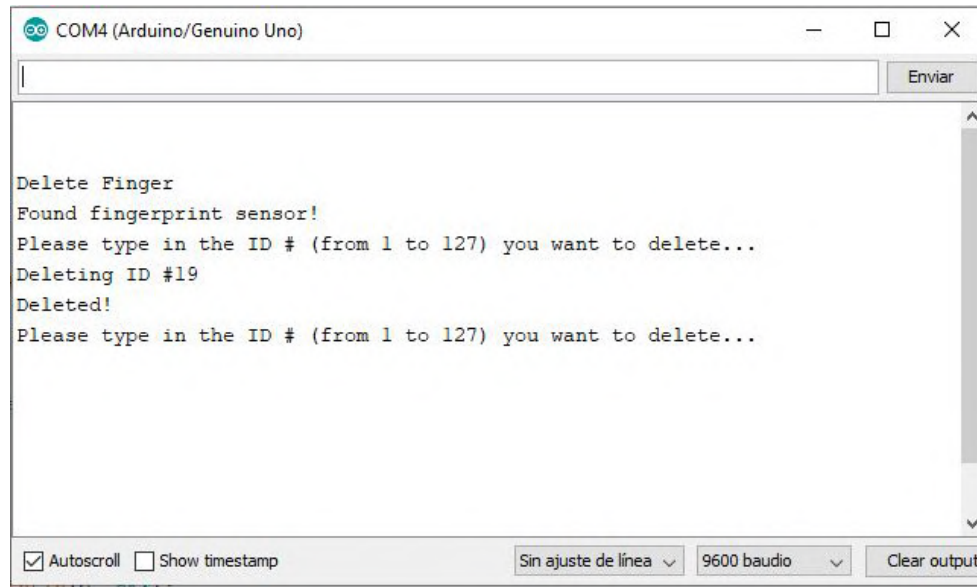 COM4 (Arduino/Genuino Uno)
Enviar
Delete Finger
Found fingerprint sensor!
Please type in the ID # (from 1 to 127) you want to delete...
Deleting ID #19
Deleted!
Please type in the ID # (from 1 to 127) you want to delete...
Autoscroll Show timestamp Sin ajuste de línea 9600 baudio Clear output